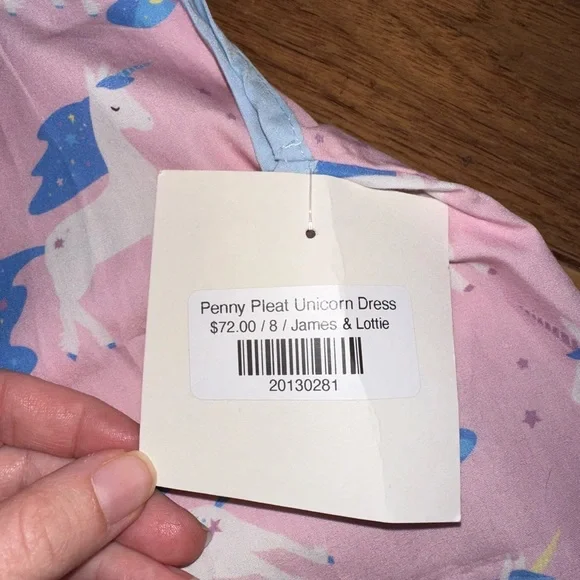 Penny Pleat Unicorn Dress
$72.00 / 8 / James & Lottie
20130281